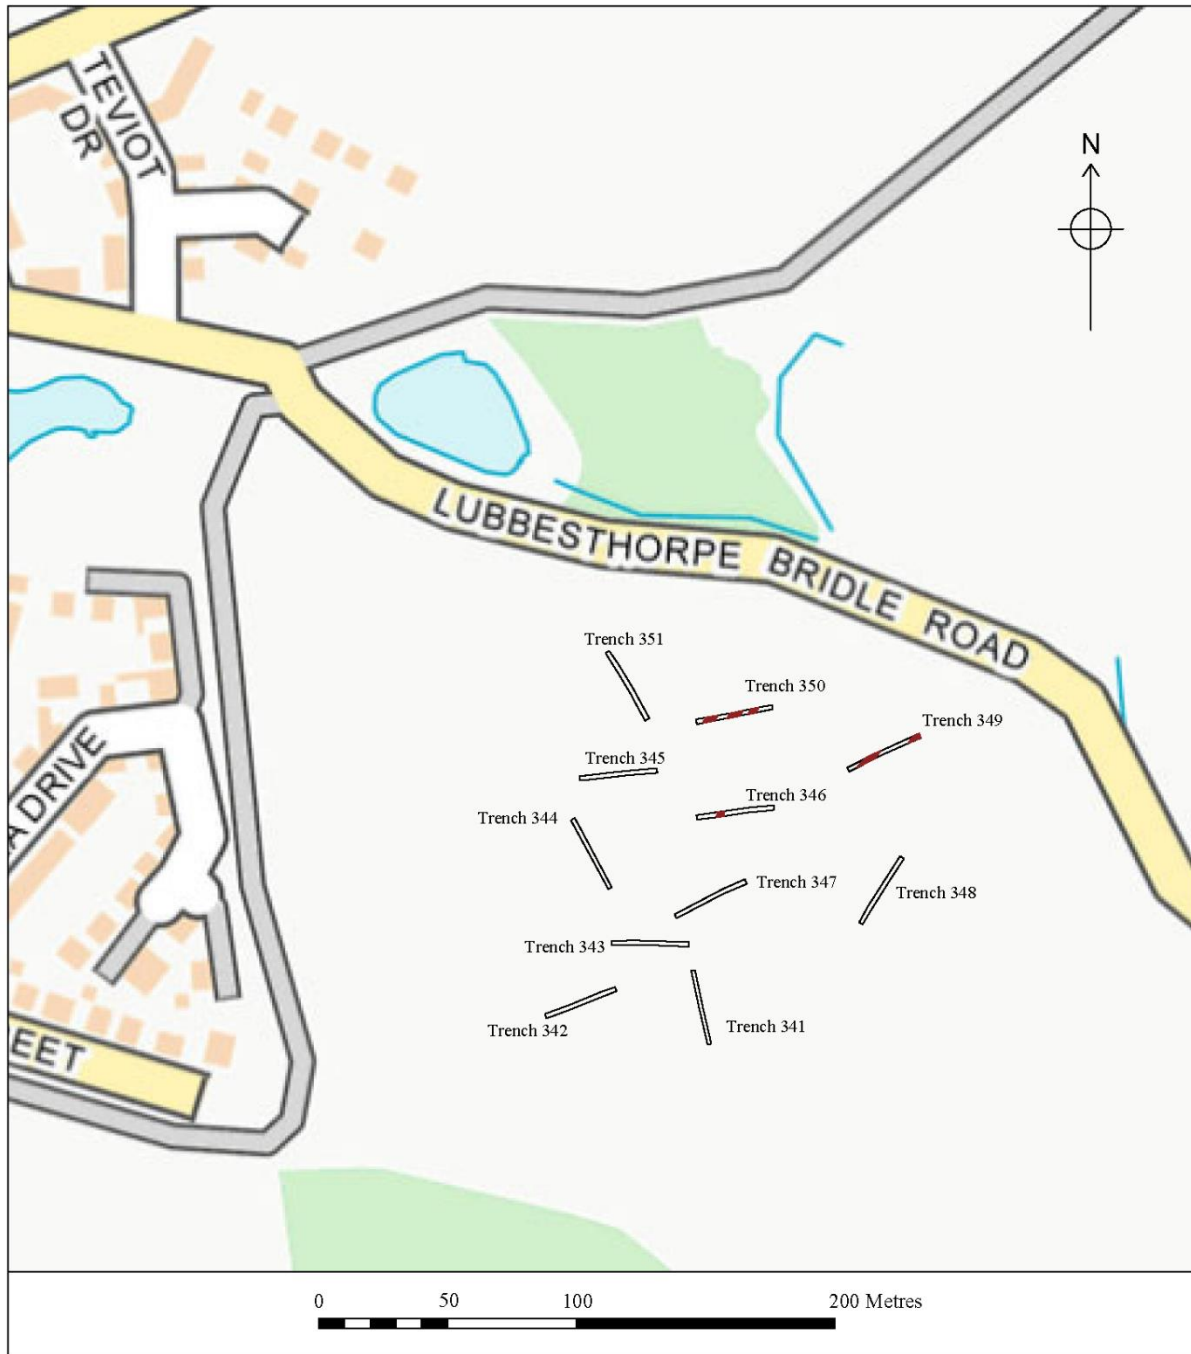 TEVIOT
DR
N
LUBBESTHORPE BRIDLE ROAD
Trench 351
Trench 350
Trench 349
Trench 345
Trench 346
Trench 344
Trench 347
Trench 348
Trench 343
Trench 342
Trench 341
A DRIVE
REET
0 50 100 200 Metres